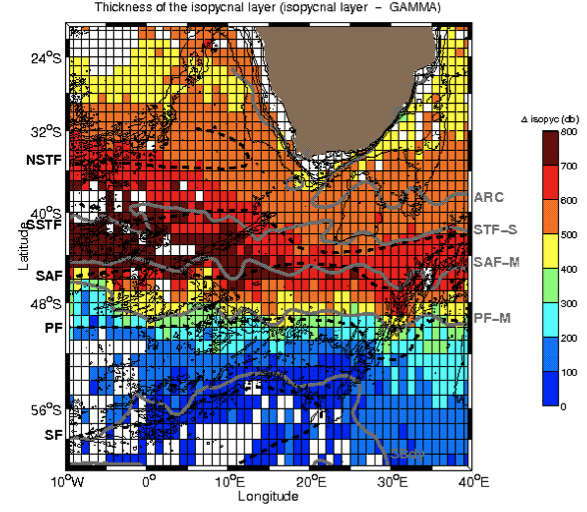 Thickness of the isopycnal layer (isopycnal layer – GAMMA)
24°S
32°S
NSTF
40°S
SSTF
Latitude
SAF
48°S
PF
56°S
SF
ARC
STF–S
SAF–M
PF–M
SBdy
10°W
0°
10°E
20°E
30°E
40°E
Longitude
Δ isopyc (db)
800
700
600
500
400
300
200
100
0